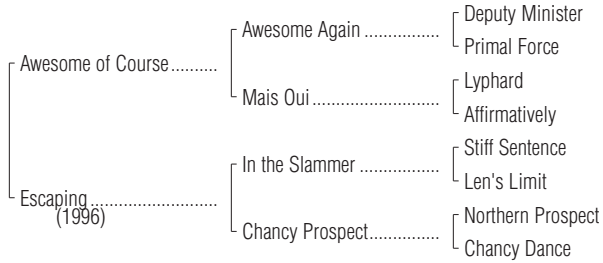 Deputy Minister
Awesome Again ................
Primal Force
Awesome of Course..........
Lyphard
Mais Oui ...........................
Affirmatively
Stiff Sentence
In the Slammer .................
Len's Limit
Escaping...........................
(1996)
Northern Prospect
Chancy Prospect...............
Chancy Dance